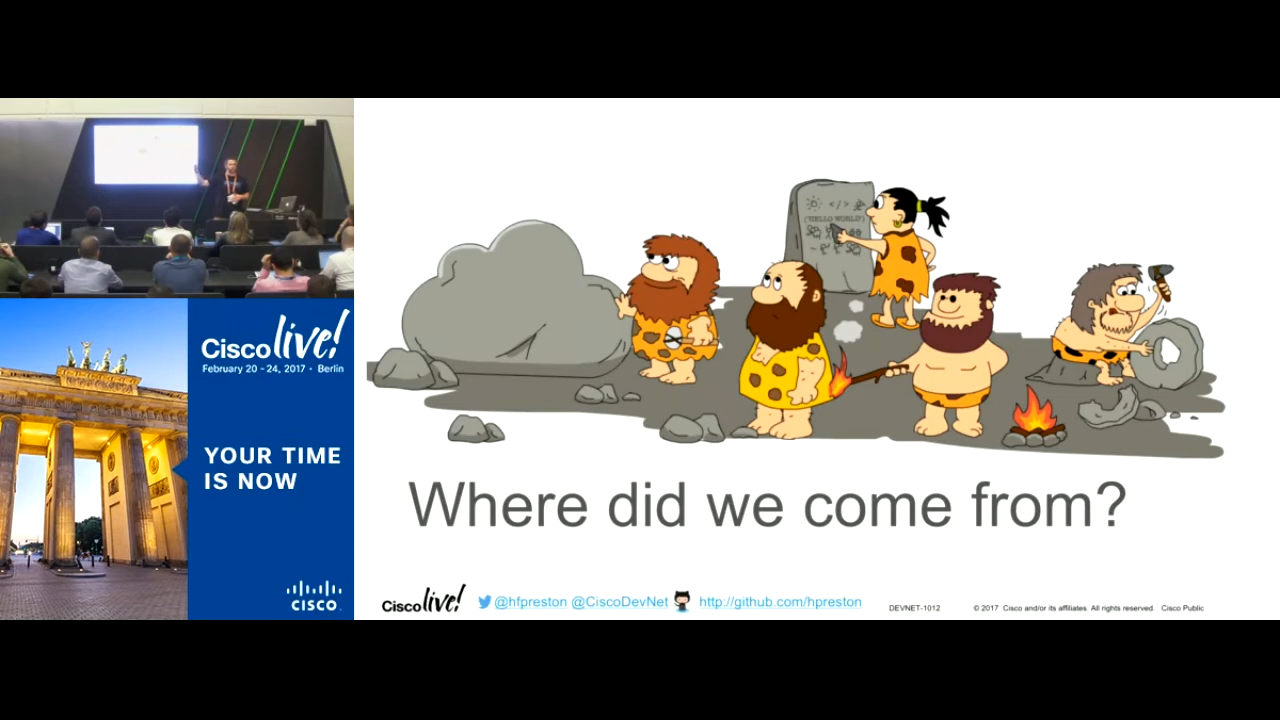 Cisco live!
February 20 - 24, 2017 • Berlin
YOUR TIME
IS NOW
CISCO
</>
(HELLO WORLD)
Where did we come from?
Cisco live!
@hfpreston @CiscoDevNet
http://github.com/hpreston
DEVNET-1012
© 2017 Cisco and/or its affiliates. All rights reserved. Cisco Public